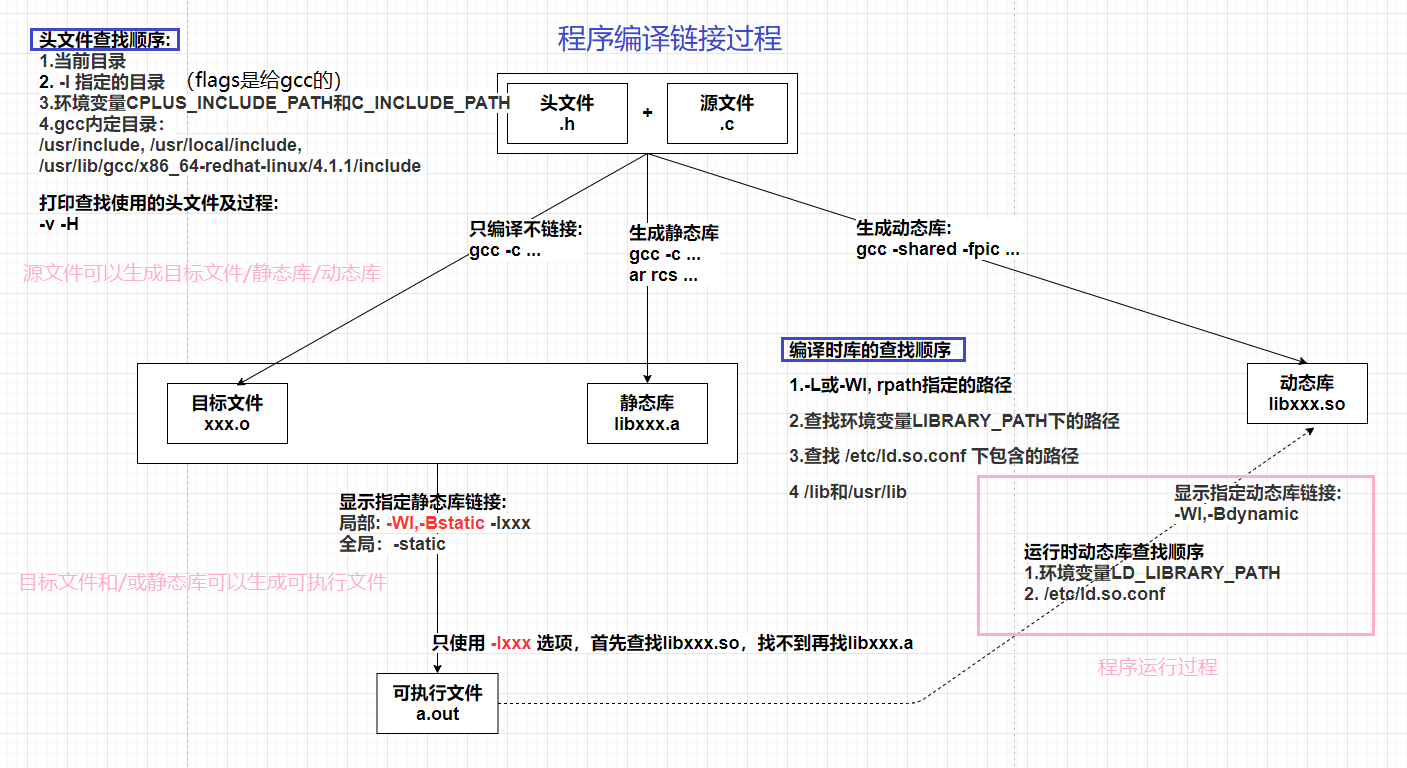 程序编译链接过程
头文件查找顺序:
1.当前目录
2. -I 指定的目录 （flags是给gcc的）
3.环境变量CPLUS_INCLUDE_PATH和C_INCLUDE_PATH
4.gcc内定目录：
/usr/include, /usr/local/include,
/usr/lib/gcc/x86_64-redhat-linux/4.1.1/include
打印查找使用的头文件及过程:
-v -H
头文件
.h
+
源文件
.c
只编译不链接:
gcc -c ...
生成静态库
gcc -c ...
ar rcs ...
生成动态库:
gcc -shared -fpic ...
源文件可以生成目标文件/静态库/动态库
目标文件
xxx.o
静态库
libxxx.a
编译时库的查找顺序
1.-L或-Wl, rpath指定的路径
2.查找环境变量LIBRARY_PATH下的路径
3.查找 /etc/ld.so.conf 下包含的路径
4 /lib和/usr/lib
动态库
libxxx.so
显示指定静态库链接:
局部: -Wl,-Bstatic -lxxx
全局：-static
显示指定动态库链接:
-Wl,-Bdynamic
运行时动态库查找顺序
1.环境变量LD_LIBRARY_PATH
2. /etc/ld.so.conf
目标文件和/或静态库可以生成可执行文件
只使用 -lxxx 选项，首先查找libxxx.so，找不到再找libxxx.a
程序运行过程
可执行文件
a.out